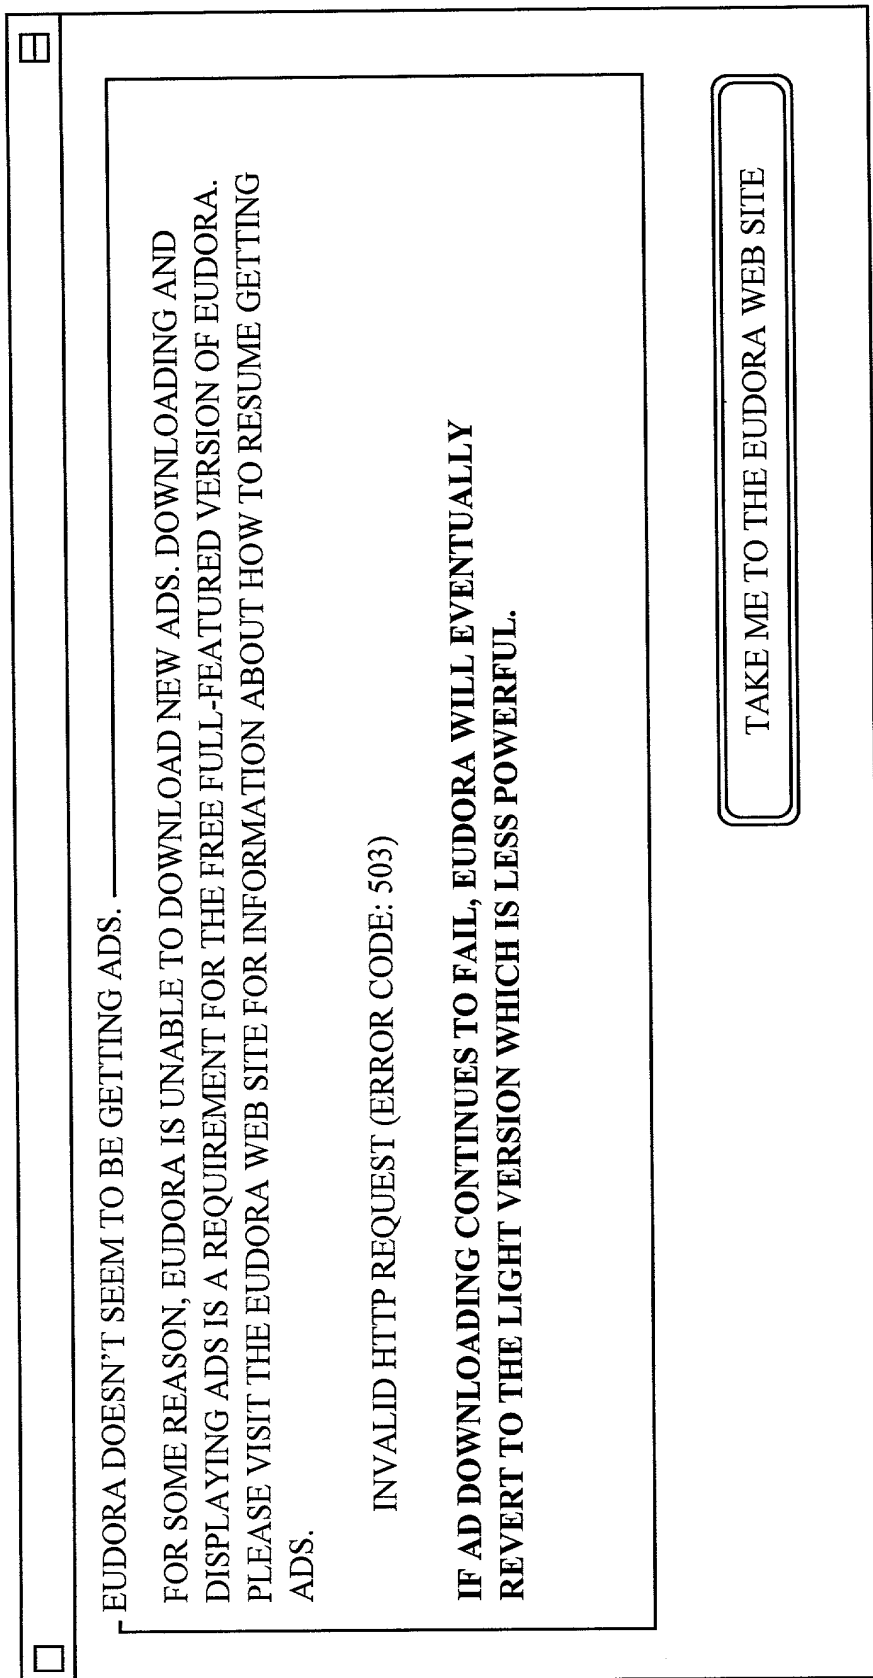 EUDORA DOESN'T SEEM TO BE GETTING ADS.
FOR SOME REASON, EUDORA IS UNABLE TO DOWNLOAD NEW ADS. DOWNLOADING AND
DISPLAYING ADS IS A REQUIREMENT FOR THE FREE FULL-FEATURED VERSION OF EUDORA.
PLEASE VISIT THE EUDORA WEB SITE FOR INFORMATION ABOUT HOW TO RESUME GETTING
ADS.
INVALID HTTP REQUEST (ERROR CODE: 503)
IF AD DOWNLOADING CONTINUES TO FAIL, EUDORA WILL EVENTUALLY
REVERT TO THE LIGHT VERSION WHICH IS LESS POWERFUL.
TAKE ME TO THE EUDORA WEB SITE